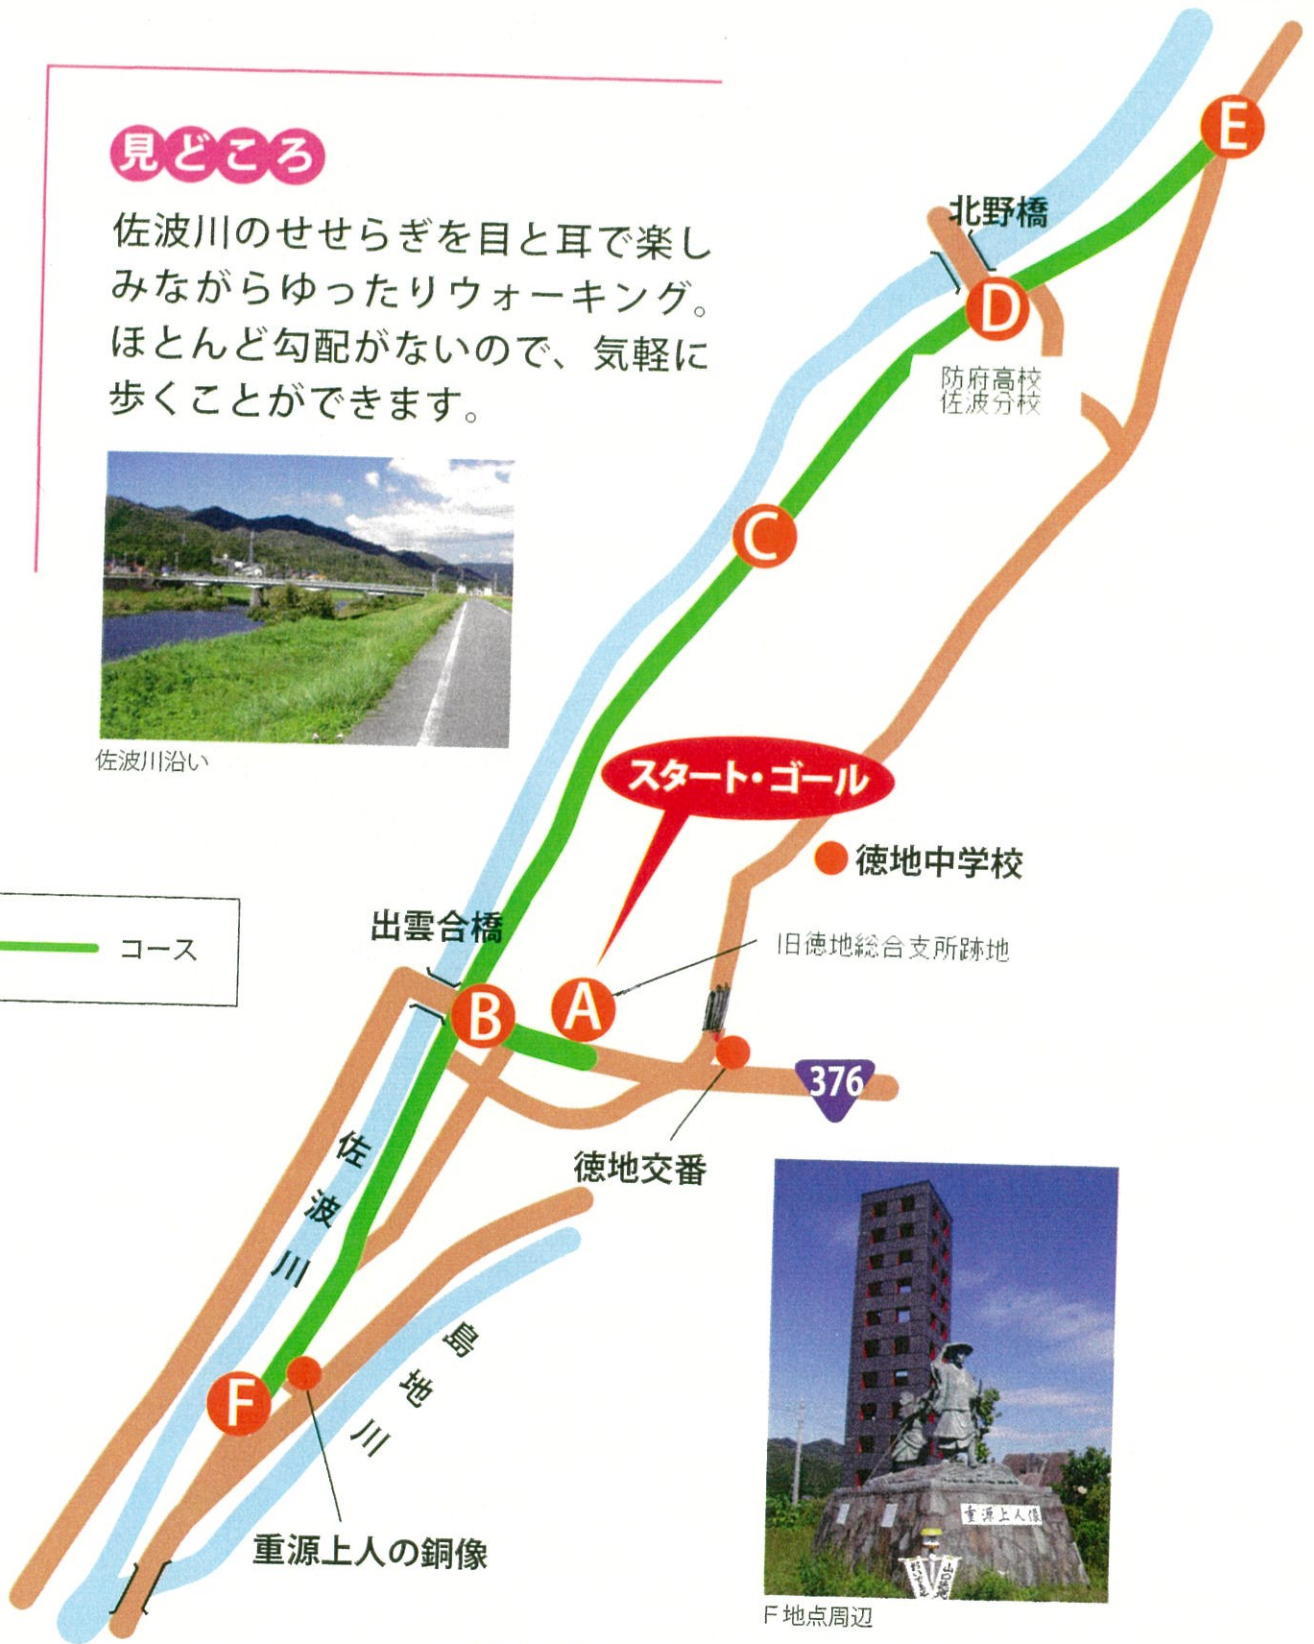 見どころ
佐波川のせせらぎを目と耳で楽し
みながらゆったりウォーキング。
ほとんど勾配がないので、気軽に
歩くことができます。
佐波川沿い
コース
E
北野橋
D
防府高校
佐波分校
C
スタート・ゴール
徳地中学校
出雲合橋
旧徳地総合支所跡地
B
A
376
徳地交番
佐波川
島地川
F
重源上人の銅像
重源上人像
F地点周辺